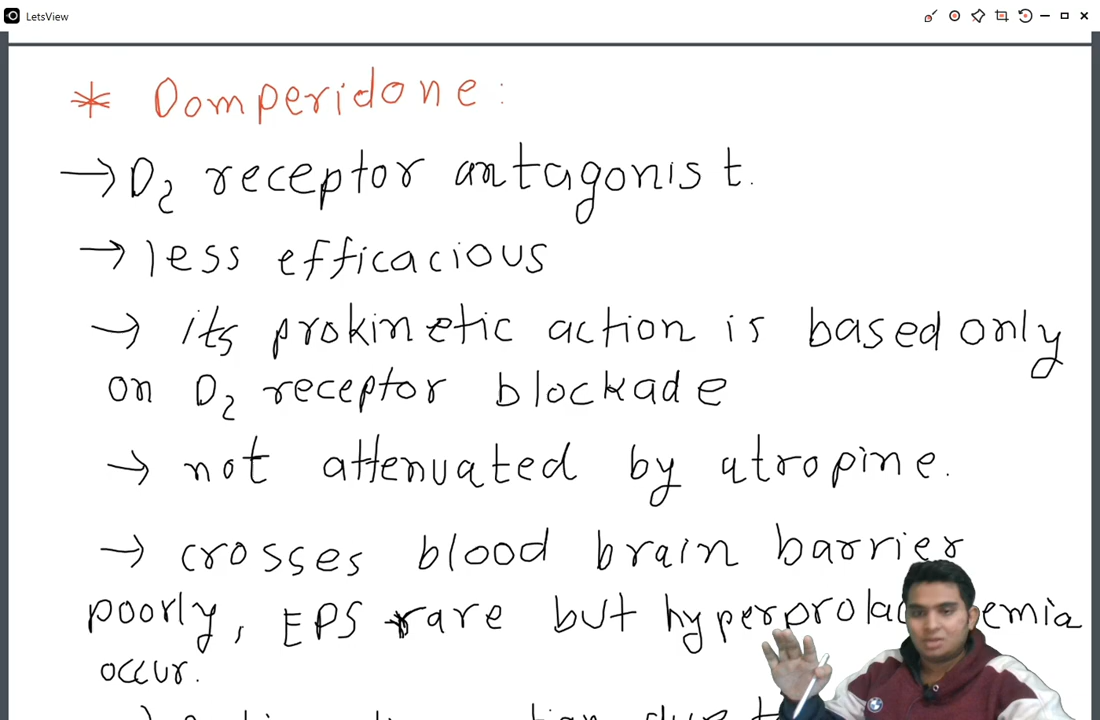 LetsView
* Domperidone:
→ D2 receptor antagonist.
→ less efficacious
→ its prokinetic action is based only
on D2 receptor blockade
→ not attenuated by atropine.
→ crosses blood brain barrier
poorly, EPS rare but emia
occur.